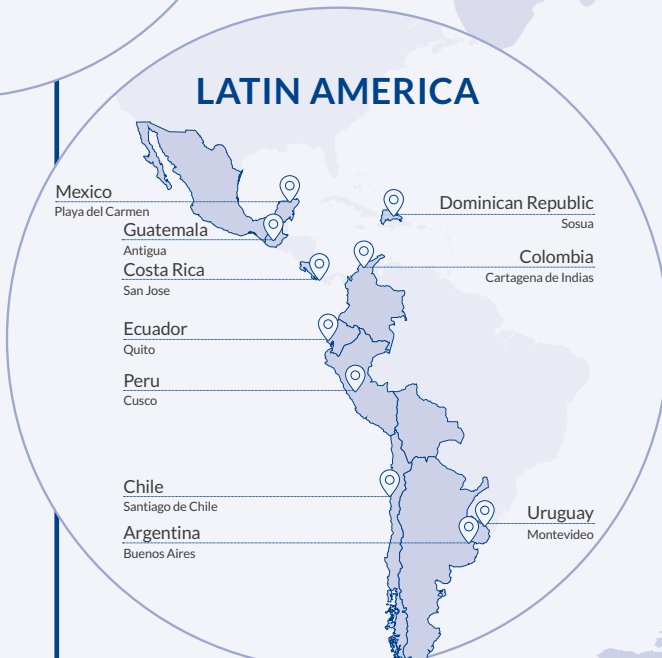 LATIN AMERICA
Mexico
Playa del Carmen
Guatemala
Antigua
Costa Rica
San Jose
Ecuador
Quito
Peru
Cusco
Chile
Santiago de Chile
Argentina
Buenos Aires
Dominican Republic
Sosua
Colombia
Cartagena de Indias
Uruguay
Montevideo